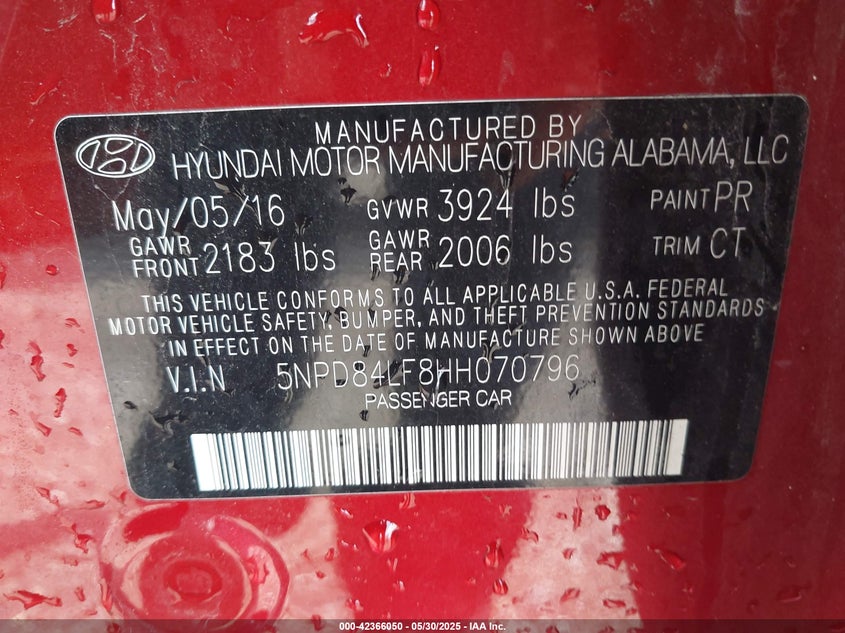 MANUFACTURED BY
HYUNDAI MOTOR MANUFACTURING ALABAMA, LLC
May/05/16 GVWR 3924 lbs PAINT PR
GAWR FRONT 2183 lbs GAWR REAR 2006 lbs TRIM CT
THIS VEHICLE CONFORMS TO ALL APPLICABLE U.S.A. FEDERAL
MOTOR VEHICLE SAFETY, BUMPER, AND THEFT PREVENTION STANDARDS
IN EFFECT ON THE DATE OF MANUFACTURE SHOWN ABOVE
V.I.N 5NPD84LF8HH070796
PASSENGER CAR
000-42366050 - 05/30/2025 - IAA Inc.